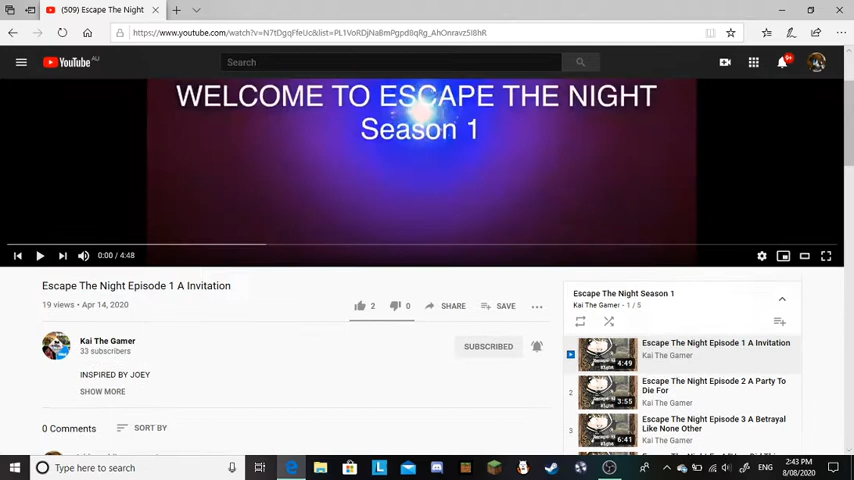 (509) Escape The Night
https://www.youtube.com/watch?v=N7tDgqFfeUc&list=PL1VoRDjNaBmPgpd8qRg_AhOnravz5I8hR
YouTube AU
Search
9+
WELCOME TO ESCAPE THE NIGHT
Season 1
0:00 / 4:48
Escape The Night Episode 1 A Invitation
19 views • Apr 14, 2020
2
0
SHARE
SAVE
Kai The Gamer
33 subscribers
SUBSCRIBED
INSPIRED BY JOEY
SHOW MORE
0 Comments
SORT BY
Escape The Night Season 1
Kai The Gamer - 1 / 5
Escape The Night Episode 1 A Invitation
Kai The Gamer
4:49
2
Escape The Night Episode 2 A Party To
Die For
Kai The Gamer
3:55
3
Escape The Night Episode 3 A Betrayal
Like None Other
Kai The Gamer
6:41
Type here to search
ENG
2:43 PM
8/08/2020